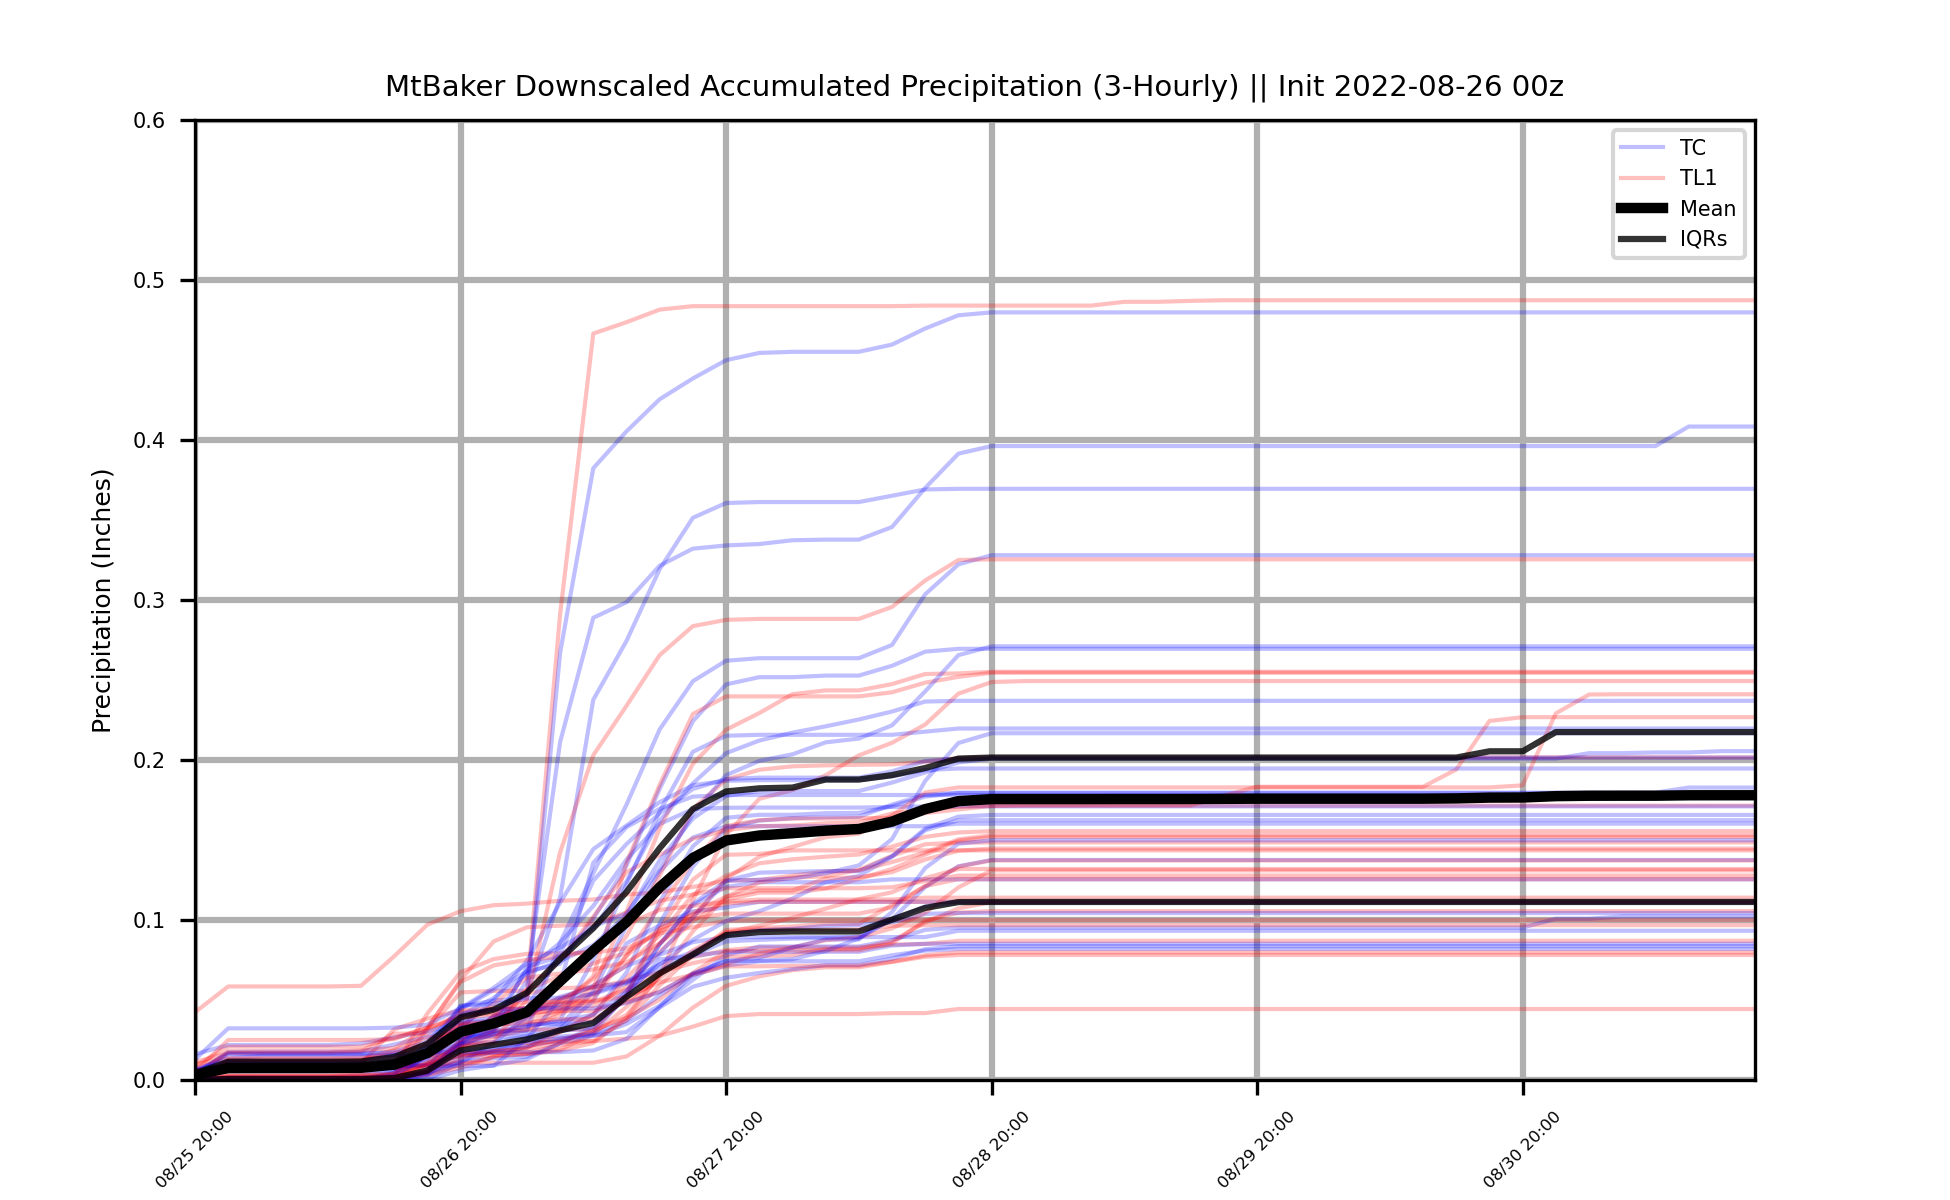 MtBaker Downscaled Accumulated Precipitation (3-Hourly) || Init 2022-08-26 00z
Precipitation (Inches)
0.6
0.5
0.4
0.3
0.2
0.1
0.0
TC
TL1
Mean
IQRs
08/25 20:00
08/26 20:00
08/27 20:00
08/28 20:00
08/29 20:00
08/30 20:00